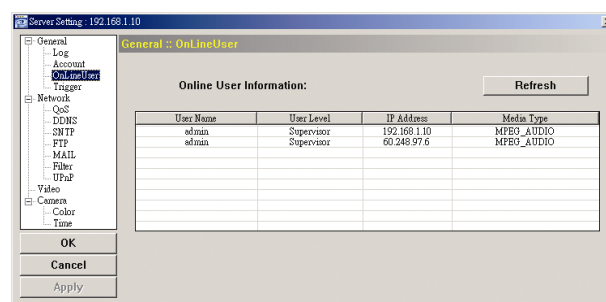 Server Setting : 192.168.1.10
General
Log
Account
OnLineUser
Trigger
Network
QoS
DDNS
SNTP
FTP
MAIL
Filter
UPnP
Video
Camera
Color
Time
OK
Cancel
Apply
General :: OnLineUser
Online User Information:
Refresh
User Name User Level IP Address Media Type
admin Supervisor 192.168.1.10 MPEG_AUDIO
admin Supervisor 60.248.97.6 MPEG_AUDIO